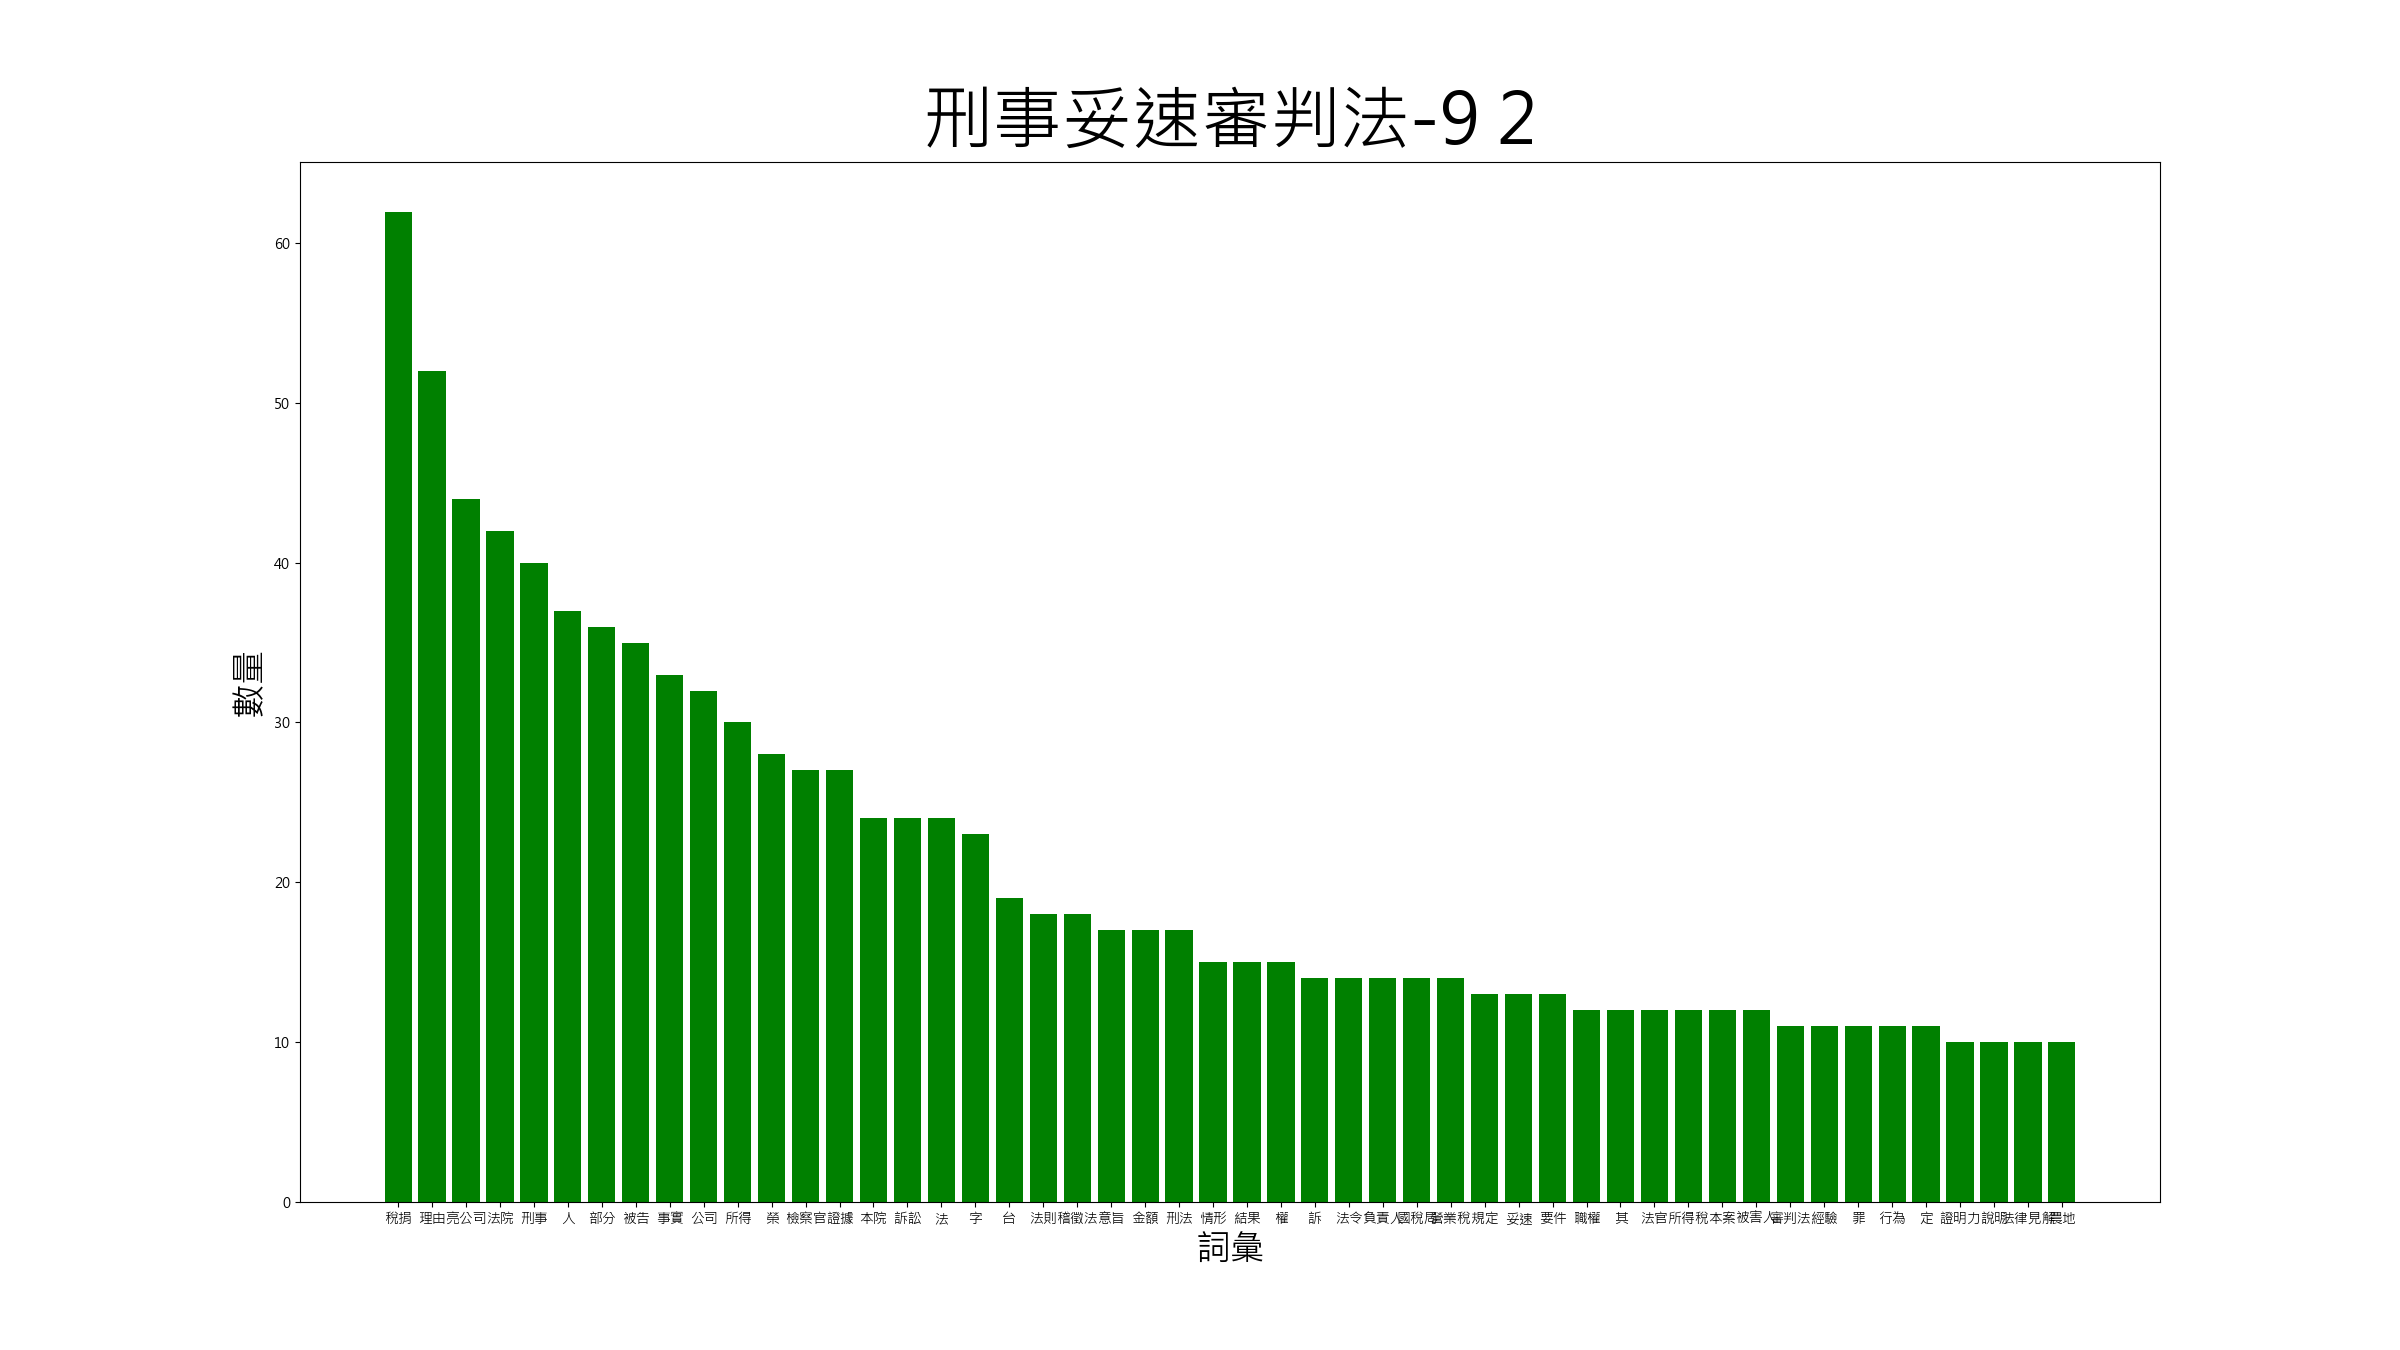 刑事妥速審判法-9 2
數量
60
50
40
30
20
10
0
稅捐 理由 亮公司 法院 刑事 人 部分 被告 事實 公司 所得 榮 檢察官 證據 本院 訴訟 法 字 台 法則 稽徵法 意旨 金額 刑法 情形 結果 權 訴 法令 負責人 國稅局 營業稅 規定 妥速 要件 職權 其 法官 所得稅 本案 被害人 審判法 經驗 罪 行為 定 證明力 說明 法律見解 農地
詞彙